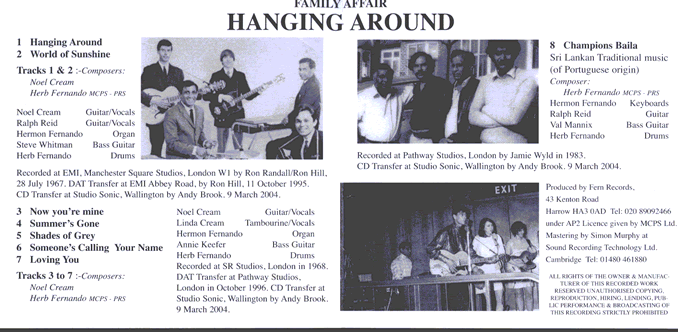 FAMILY AFFAIR
HANGING AROUND
1 Hanging Around
2 World of Sunshine
Tracks 1 & 2 :-Composers:
Noel Cream
Herb Fernando MCPS - PRS
Noel Cream Guitar/Vocals
Ralph Reid Guitar/Vocals
Hermon Fernando Organ
Steve Whitman Bass Guitar
Herb Fernando Drums
Recorded at EMI, Manchester Square Studios, London W1 by Ron Randall/Ron Hill,
28 July 1967. DAT Transfer at EMI Abbey Road, by Ron Hill, 11 October 1995.
CD Transfer at Studio Sonic, Wallington by Andy Brook. 9 March 2004.
3 Now you're mine
4 Summer's Gone
5 Shades of Grey
6 Someone's Calling Your Name
7 Loving You
Tracks 3 to 7 :-Composers:
Noel Cream
Herb Fernando MCPS - PRS
Noel Cream Guitar/Vocals
Linda Cream Tambourine/Vocals
Hermon Fernando Organ
Annie Keefer Bass Guitar
Herb Fernando Drums
Recorded at SR Studios, London in 1968.
DAT Transfer at Pathway Studios,
London in October 1996. CD Transfer at
Studio Sonic, Wallington by Andy Brook.
9 March 2004.
8 Champions Baila
Sri Lankan Traditional music
(of Portuguese origin)
Composer:
Herb Fernando MCPS - PRS
Hermon Fernando Keyboards
Ralph Reid Guitar
Val Mannix Bass Guitar
Herb Fernando Drums
Recorded at Pathway Studios, London by Jamie Wyld in 1983.
CD Transfer at Studio Sonic, Wallington by Andy Brook. 9 March 2004.
EXIT
Produced by Fern Records,
43 Kenton Road
Harrow HA3 0AD Tel: 020 89092466
under AP2 Licence given by MCPS Ltd.
Mastering by Simon Murphy at
Sound Recording Technology Ltd.
Cambridge Tel: 01480 461880
ALL RIGHTS OF THE OWNER & MANUFAC-
TURER OF THIS RECORDED WORK
RESERVED UNAUTHORISED COPYING,
REPRODUCTION, HIRING, LENDING, PUB-
LIC PERFORMANCE & BROADCASTING OF
THIS RECORDING STRICTLY PROHIBITED